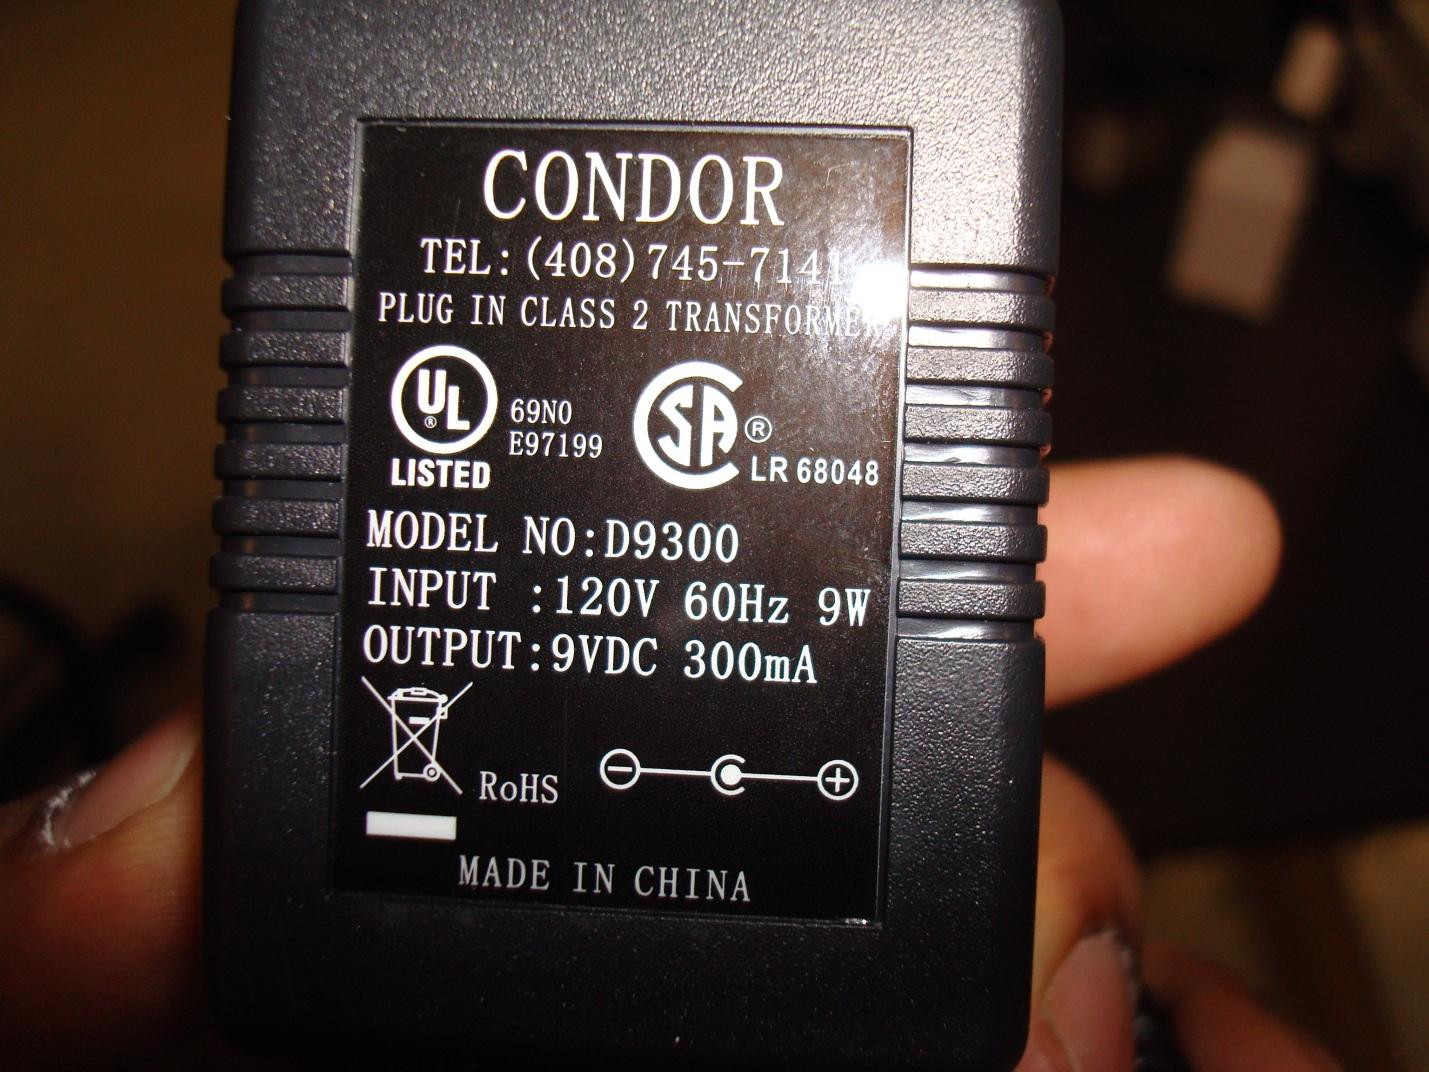 CONDOR
TEL:(408)745-7141
PLUG IN CLASS 2 TRANSFORMER
UL
®
LISTED
69N0
E97199
SA ®
LR 68048
MODEL NO:D9300
INPUT :120V 60Hz 9W
OUTPUT:9VDC 300mA
RoHS
MADE IN CHINA